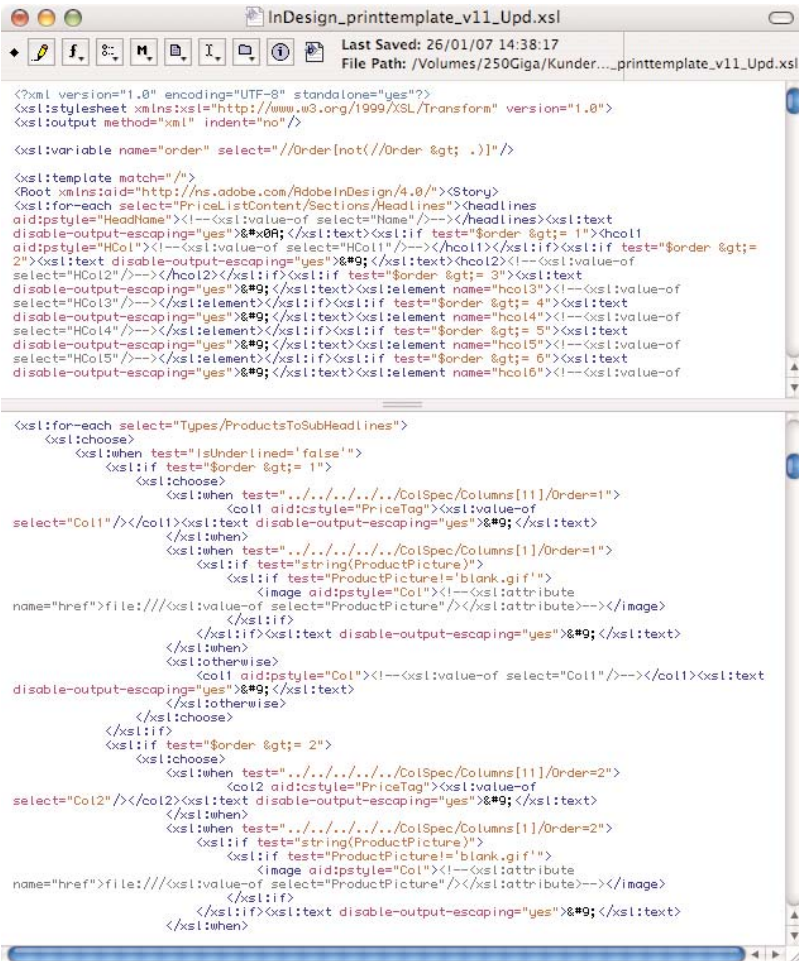 InDesign_printtemplate_v11_Upd.xsl
Last Saved: 26/01/07 14:38:17
File Path: /Volumes/250Giga/Kunder..._printtemplate_v11_Upd.xsl
<?xml version="1.0" encoding="UTF-8" standalone="yes"?>
<xsl:stylesheet xmlns:xsl="http://www.w3.org/1999/XSL/Transform" version="1.0">
<xsl:output method="xml" indent="no"/>
<xsl:variable name="order" select="//Order[not(//Order &gt; .)]"/>
<xsl:template match="/">
<Root xmlns:aid="http://ns.adobe.com/AdobeInDesign/4.0/"><Story>
<xsl:for-each select="PriceListContent/Sections/Headlines"><headlines
aid:pstyle="HeadName"><!--<xsl:value-of select="Name"/>--></headlines><xsl:text
disable-output-escaping="yes">&#x0A;</xsl:text><xsl:if test="$order &gt;= 1"><hcol1
aid:pstyle="HCol"><!--<xsl:value-of select="HCol1"/>--></hcol1></xsl:if><xsl:if test="$order &gt;=
2"><xsl:text disable-output-escaping="yes">&#9;</xsl:text><hcol2><!--<xsl:value-of
select="HCol2"/>--></hcol2></xsl:if><xsl:if test="$order &gt;= 3"><xsl:text
disable-output-escaping="yes">&#9;</xsl:text><xsl:element name="hcol3"><!--<xsl:value-of
select="HCol3"/>--></xsl:element></xsl:if><xsl:if test="$order &gt;= 4"><xsl:text
disable-output-escaping="yes">&#9;</xsl:text><xsl:element name="hcol4"><!--<xsl:value-of
select="HCol4"/>--></xsl:element></xsl:if><xsl:if test="$order &gt;= 5"><xsl:text
disable-output-escaping="yes">&#9;</xsl:text><xsl:element name="hcol5"><!--<xsl:value-of
select="HCol5"/>--></xsl:element></xsl:if><xsl:if test="$order &gt;= 6"><xsl:text
disable-output-escaping="yes">&#9;</xsl:text><xsl:element name="hcol6"><!--<xsl:value-of
<xsl:for-each select="Types/ProductsToSubHeadlines">
<xsl:choose>
<xsl:when test="IsUnderlined='false'">
<xsl:if test="$order &gt;= 1">
<xsl:choose>
<xsl:when test="../../../../ColSpec/Columns[11]/Order=1">
<col1 aid:cstyle="PriceTag"><xsl:value-of
select="Col1"/></col1><xsl:text disable-output-escaping="yes">&#9;</xsl:text>
</xsl:when>
<xsl:when test="../../../../ColSpec/Columns[1]/Order=1">
<xsl:if test="string(ProductPicture)">
<xsl:if test="ProductPicture!='blank.gif'">
<image aid:pstyle="Col"><!--<xsl:attribute
name="href">file:///<xsl:value-of select="ProductPicture"/></xsl:attribute>--></image>
</xsl:if>
</xsl:if><xsl:text disable-output-escaping="yes">&#9;</xsl:text>
</xsl:when>
<xsl:otherwise>
<col1 aid:pstyle="Col"><!--<xsl:value-of select="Col1"/>--></col1><xsl:text
disable-output-escaping="yes">&#9;</xsl:text>
</xsl:otherwise>
</xsl:choose>
</xsl:if>
<xsl:if test="$order &gt;= 2">
<xsl:choose>
<xsl:when test="../../../../ColSpec/Columns[11]/Order=2">
<col2 aid:cstyle="PriceTag"><xsl:value-of
select="Col2"/></col2><xsl:text disable-output-escaping="yes">&#9;</xsl:text>
</xsl:when>
<xsl:when test="../../../../ColSpec/Columns[1]/Order=2">
<xsl:if test="string(ProductPicture)">
<xsl:if test="ProductPicture!='blank.gif'">
<image aid:pstyle="Col"><!--<xsl:attribute
name="href">file:///<xsl:value-of select="ProductPicture"/></xsl:attribute>--></image>
</xsl:if>
</xsl:if><xsl:text disable-output-escaping="yes">&#9;</xsl:text>
</xsl:when>